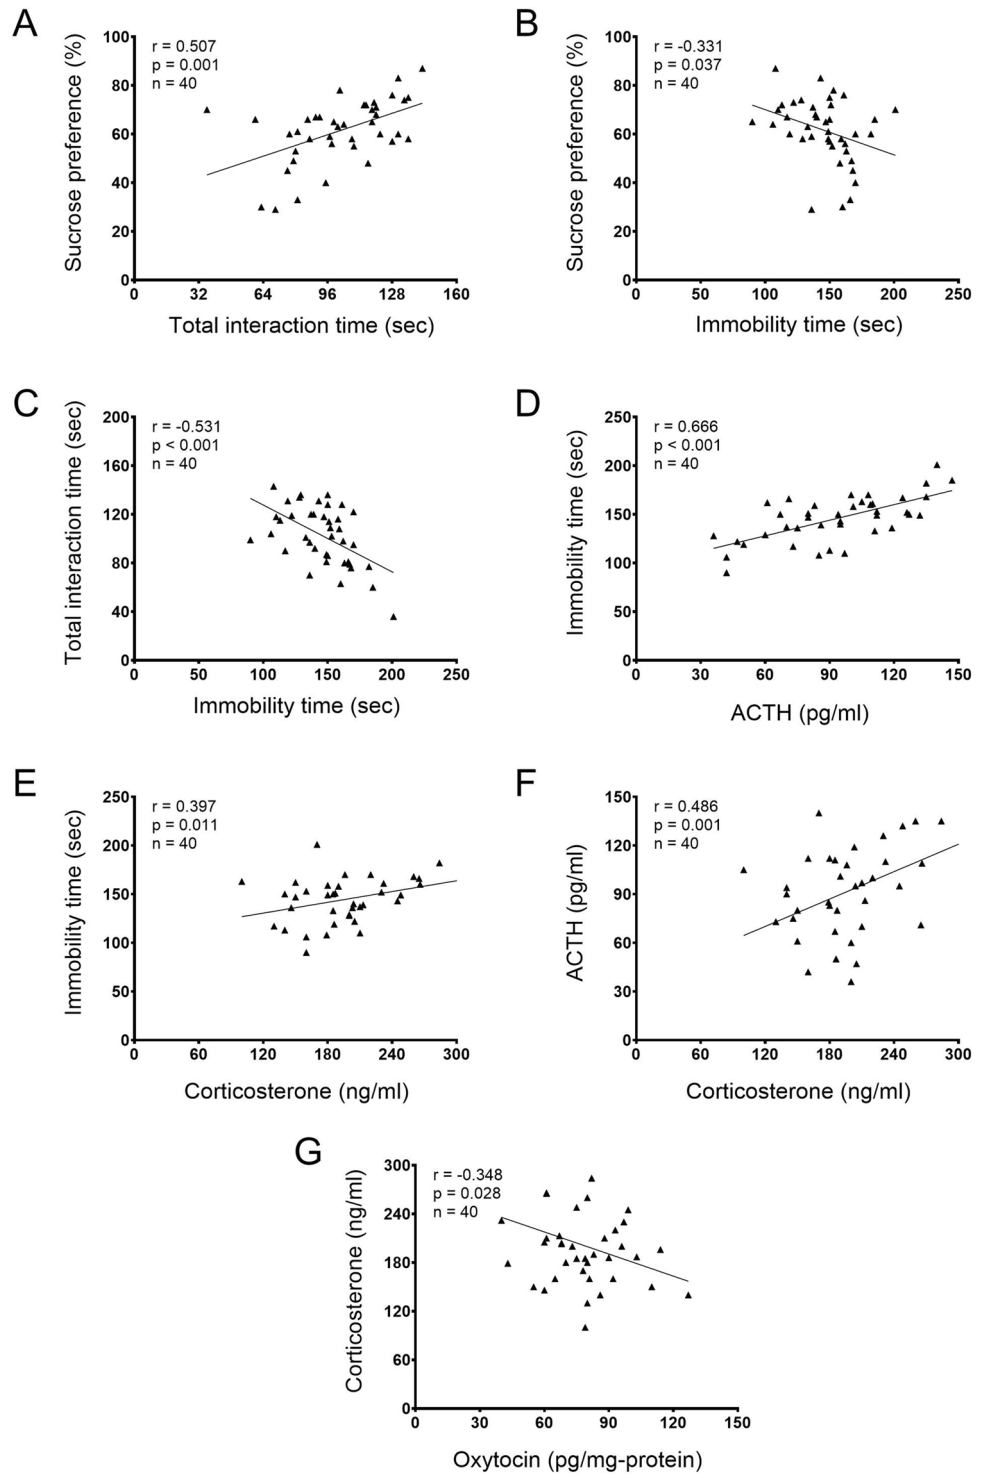 A
r = 0.507
p = 0.001
n = 40
Sucrose preference (%)
100
80
60
40
20
0
0 32 64 96 128 160
Total interaction time (sec)
B
r = -0.331
p = 0.037
n = 40
Sucrose preference (%)
100
80
60
40
20
0
0 50 100 150 200 250
Immobility time (sec)
C
r = -0.531
p < 0.001
n = 40
Total interaction time (sec)
200
160
120
80
40
0
0 50 100 150 200 250
Immobility time (sec)
D
r = 0.666
p < 0.001
n = 40
Immobility time (sec)
250
200
150
100
50
0
0 30 60 90 120 150
ACTH (pg/ml)
E
r = 0.397
p = 0.011
n = 40
Immobility time (sec)
250
200
150
100
50
0
0 60 120 180 240 300
Corticosterone (ng/ml)
F
r = 0.486
p = 0.001
n = 40
ACTH (pg/ml)
150
120
90
60
30
0
0 60 120 180 240 300
Corticosterone (ng/ml)
G
r = -0.348
p = 0.028
n = 40
Corticosterone (ng/ml)
300
240
180
120
60
0
0 30 60 90 120 150
Oxytocin (pg/mg-protein)